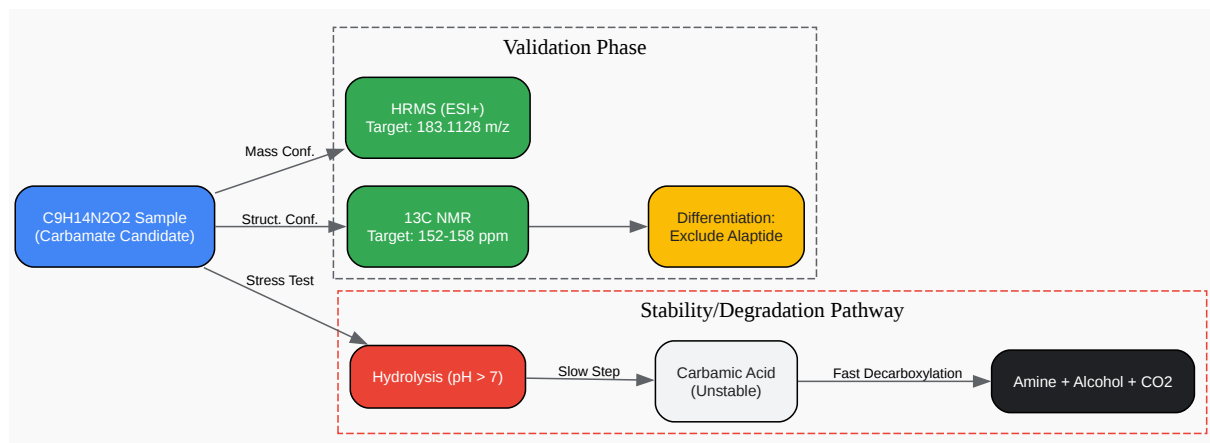 Validation Phase
HRMS (ESI+)
Target: 183.1128 m/z
Mass Conf.
C9H14N2O2 Sample
(Carbamate Candidate)
Struct. Conf.
13C NMR
Target: 152-158 ppm
Differentiation:
Exclude Alaptide
Stress Test
Stability/Degradation Pathway
Hydrolysis (pH > 7)
Slow Step
Carbamic Acid
(Unstable)
Fast Decarboxylation
Amine + Alcohol + CO2